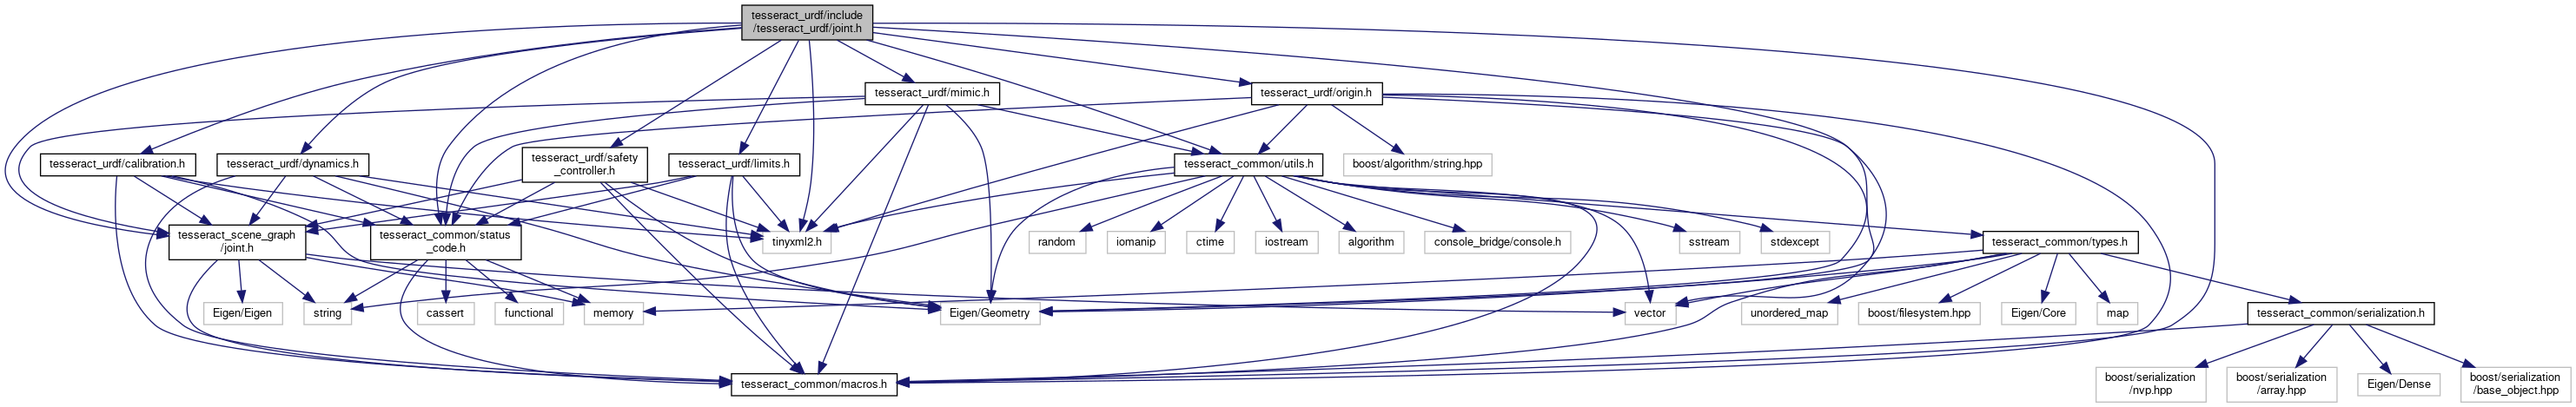 tesseract_urdf/include
/tesseract_urdf/joint.h
tesseract_urdf/mimic.h
tesseract_urdf/origin.h
tesseract_urdf/calibration.h
tesseract_urdf/dynamics.h
tesseract_urdf/safety
_controller.h
tesseract_urdf/limits.h
tesseract_common/utils.h
boost/algorithm/string.hpp
tesseract_scene_graph
/joint.h
tesseract_common/status
_code.h
tinyxml2.h
random
iomanip
ctime
iostream
algorithm
console_bridge/console.h
sstream
stdexcept
tesseract_common/types.h
Eigen/Eigen
string
cassert
functional
memory
Eigen/Geometry
vector
unordered_map
boost/filesystem.hpp
Eigen/Core
map
tesseract_common/serialization.h
tesseract_common/macros.h
boost/serialization
/nvp.hpp
boost/serialization
/array.hpp
Eigen/Dense
boost/serialization
/base_object.hpp